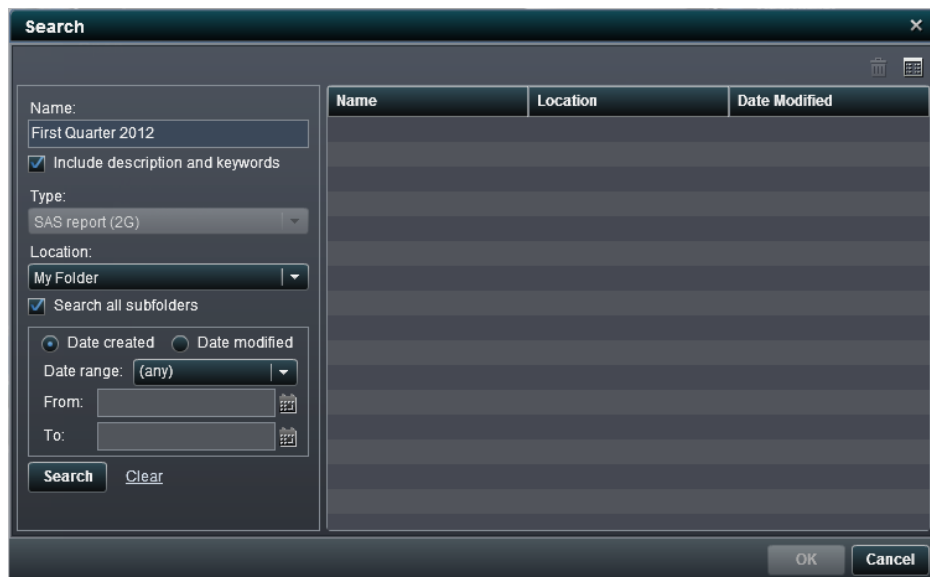 Search
Name:
First Quarter 2012
Include description and keywords
Type:
SAS report (2G)
Location:
My Folder
Search all subfolders
Date created Date modified
Date range: (any)
From:
To:
Search Clear
Name Location Date Modified
OK Cancel